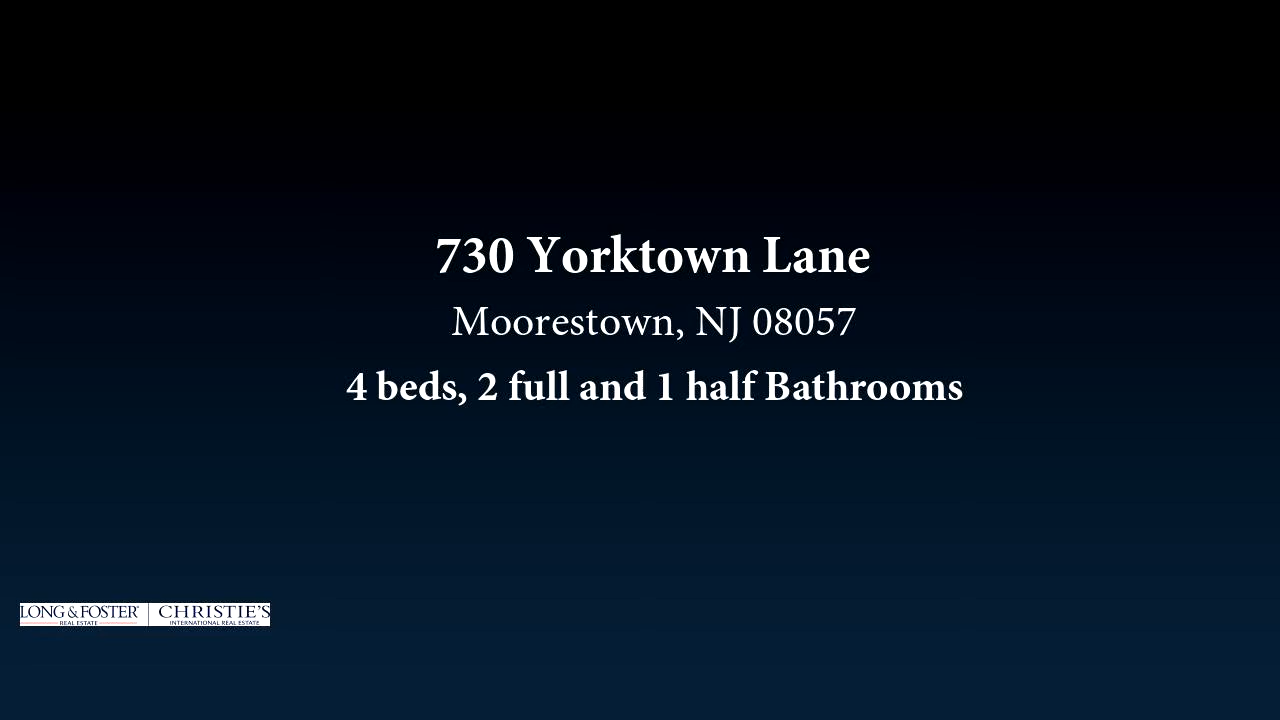 730 Yorktown Lane
Moorestown, NJ 08057
4 beds, 2 full and 1 half Bathrooms
LONG & FOSTER CHRISTIE'S
REAL ESTATE INTERNATIONAL REAL ESTATE